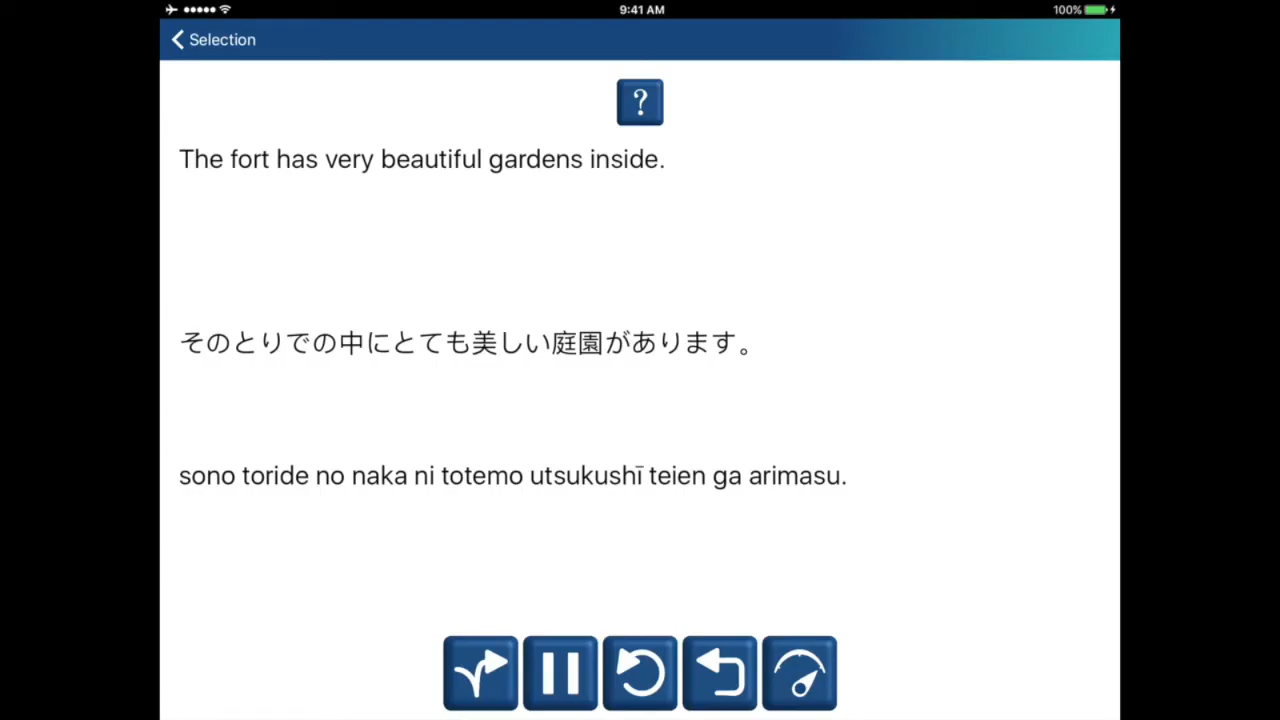 9:41 AM
100%
Selection
?
The fort has very beautiful gardens inside.
そのとりでの中にとても美しい庭園があります。
sono toride no naka ni totemo utsukushī teien ga arimasu.